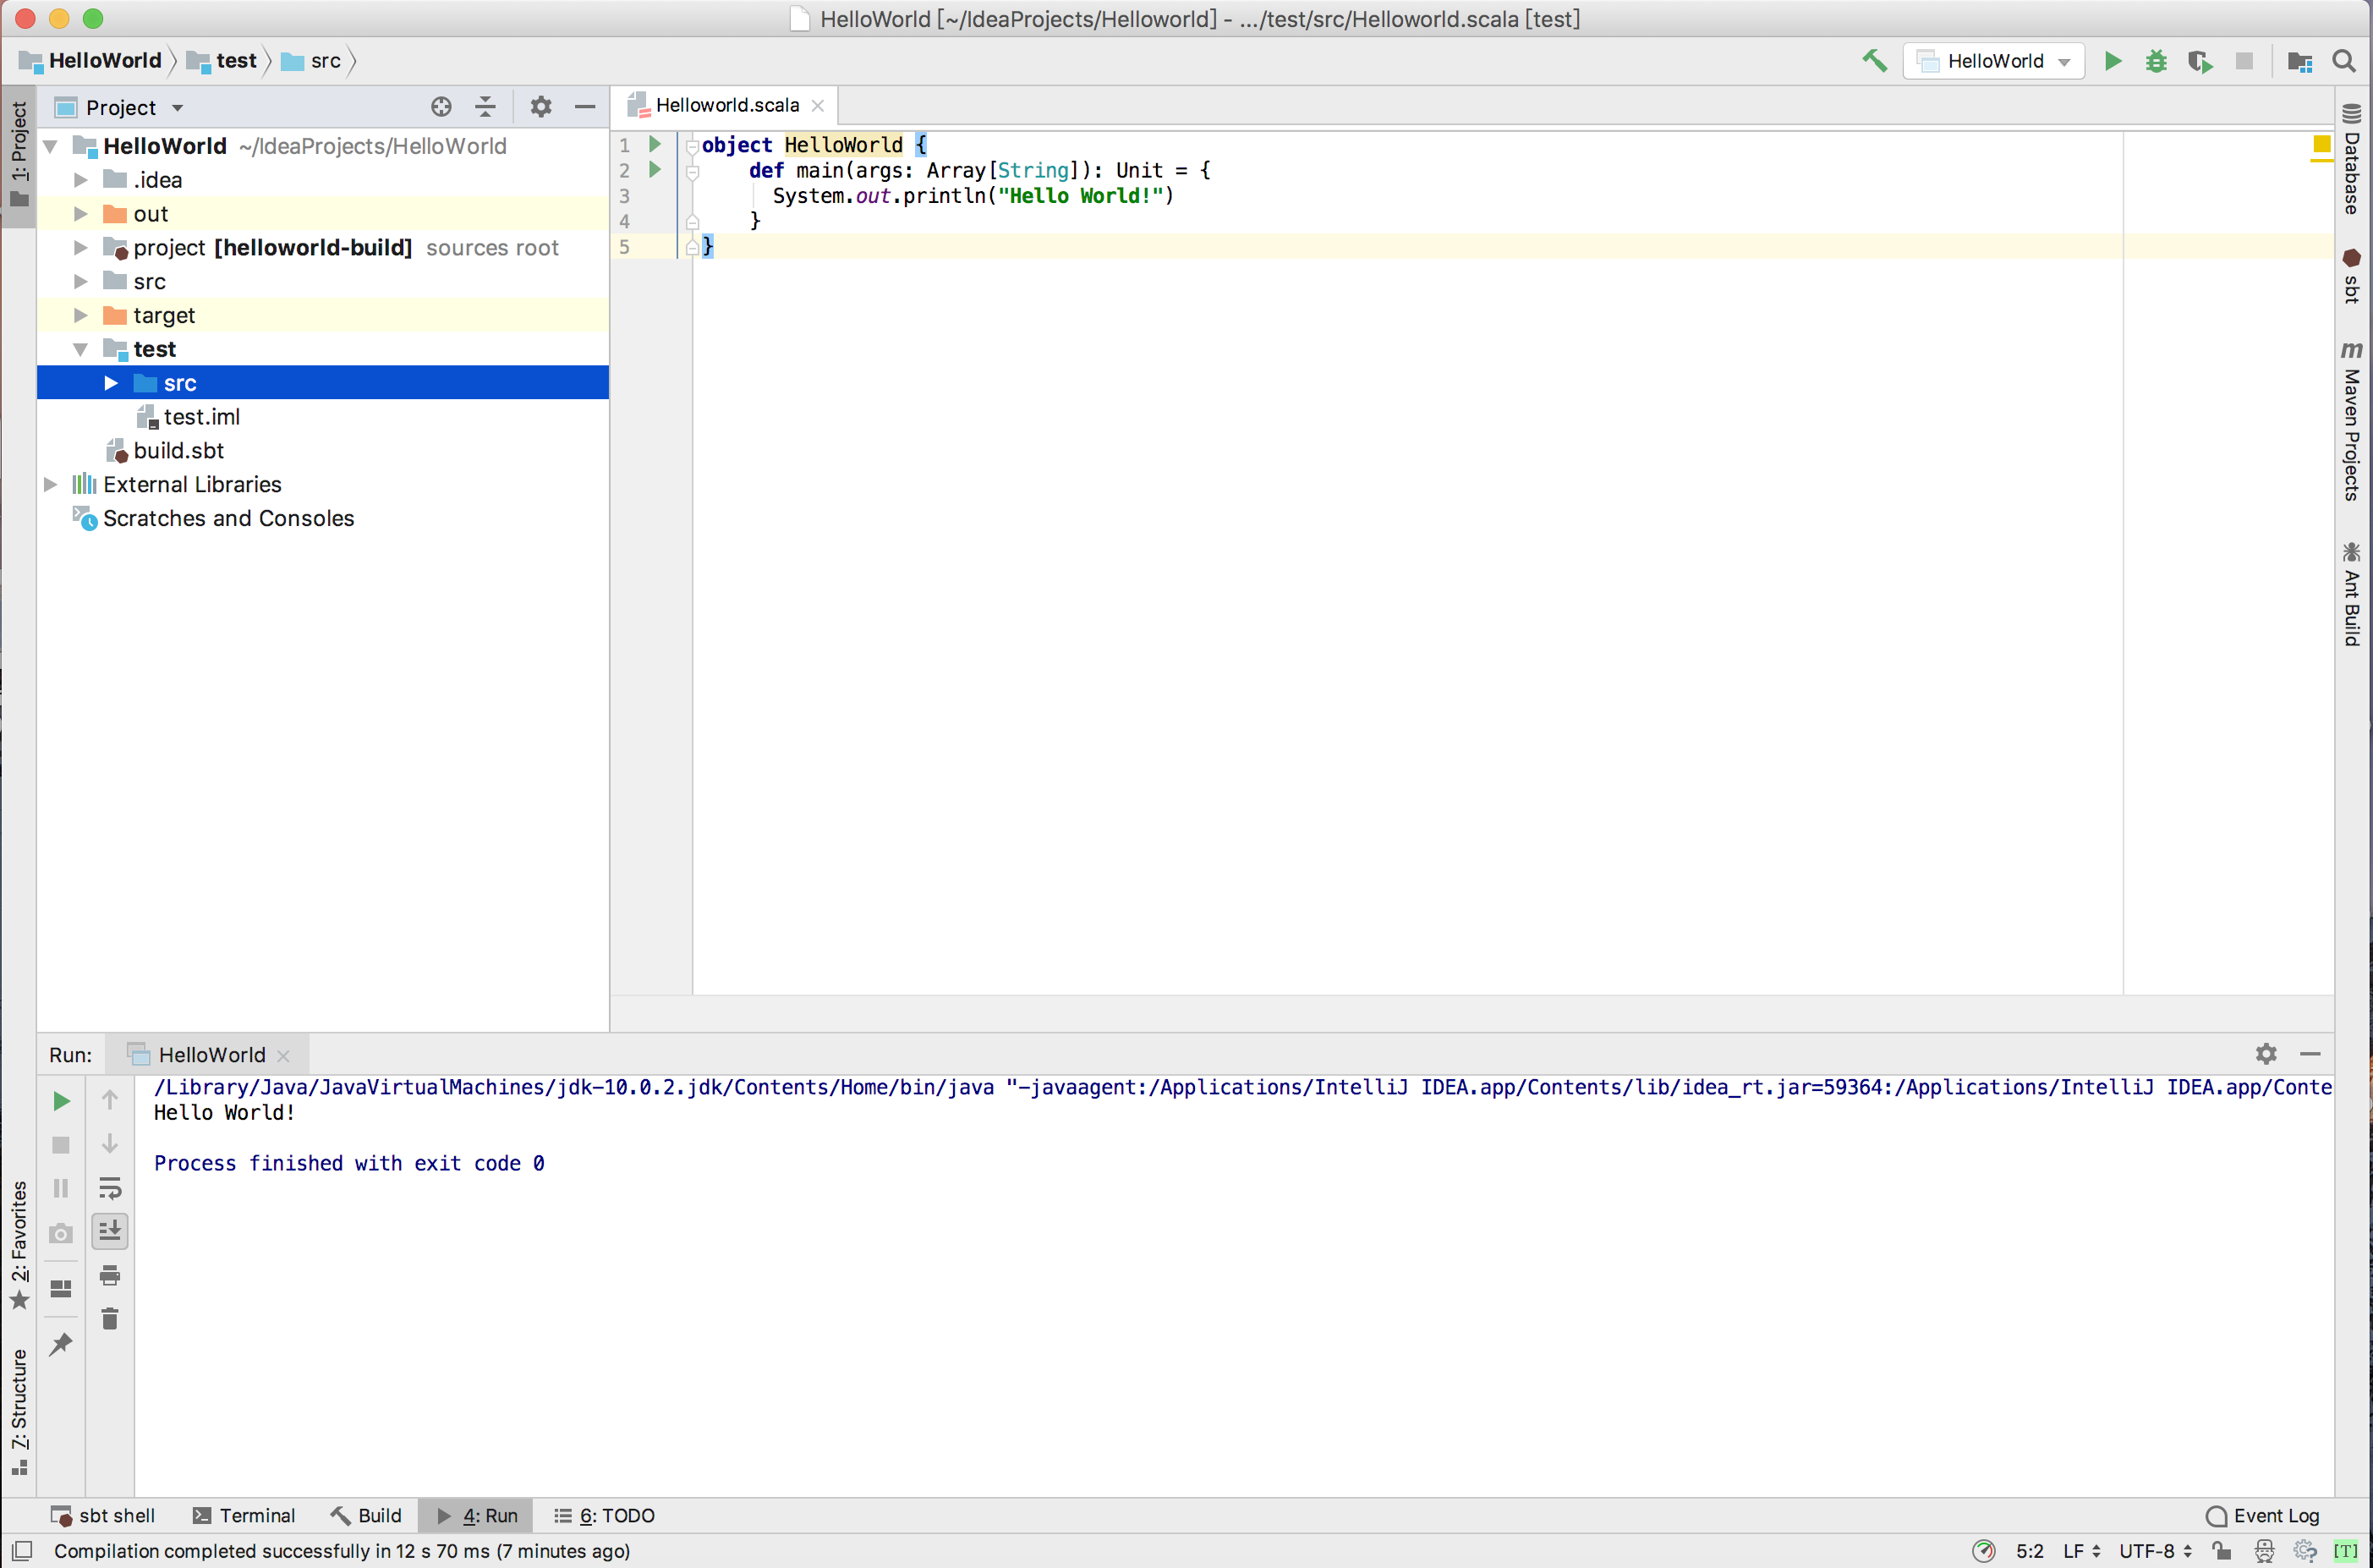 HelloWorld [~/IdeaProjects/Helloworld] - .../test/src/Helloworld.scala [test]
HelloWorld test src
HelloWorld
1: Project
Project
Helloworld.scala
HelloWorld ~/IdeaProjects/HelloWorld
.idea
out
project [helloworld-build] sources root
src
target
test
src
test.iml
build.sbt
External Libraries
Scratches and Consoles
1 object HelloWorld {
2 def main(args: Array[String]): Unit = {
3 System.out.println("Hello World!")
4 }
5 }
Database
sbt
m Maven Projects
Ant Build
Run: HelloWorld
/Library/Java/JavaVirtualMachines/jdk-10.0.2.jdk/Contents/Home/bin/java "-javaagent:/Applications/IntelliJ IDEA.app/Contents/lib/idea_rt.jar=59364:/Applications/IntelliJ IDEA.app/Conte
Hello World!
Process finished with exit code 0
2: Favorites
7: Structure
sbt shell Terminal Build 4: Run 6: TODO Event Log
Compilation completed successfully in 12 s 70 ms (7 minutes ago) 5:2 LF UTF-8 [T]